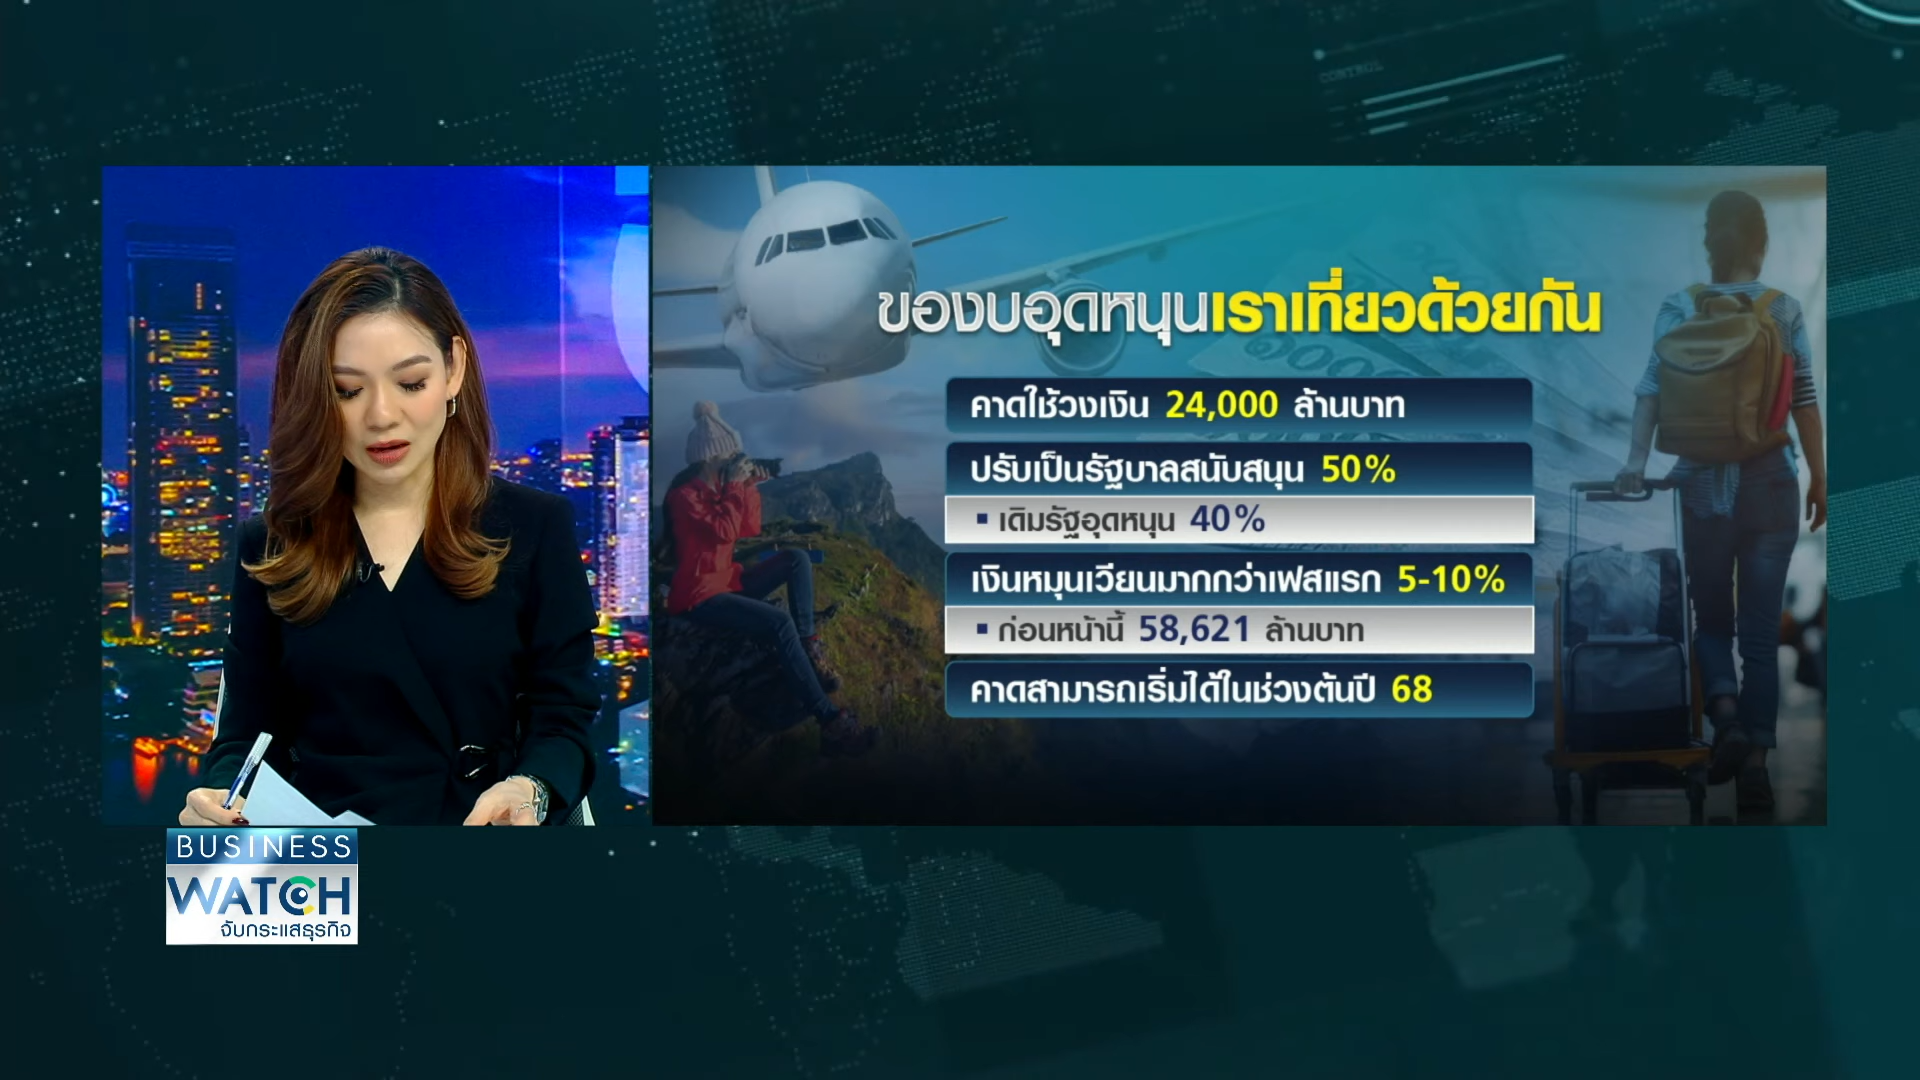 CONTROL
ของบอุดหนุนเราเที่ยวด้วยกัน
คาดใช้วงเงิน 24,000 ล้านบาท
ปรับเป็นรัฐบาลสนับสนุน 50%
▪ เดิมรัฐอุดหนุน 40%
เงินหมุนเวียนมากกว่าเฟสแรก 5-10%
▪ ก่อนหน้านี้ 58,621 ล้านบาท
คาดสามารถเริ่มได้ในช่วงต้นปี 68
BUSINESS
WATCH
จับกระแสธุรกิจ